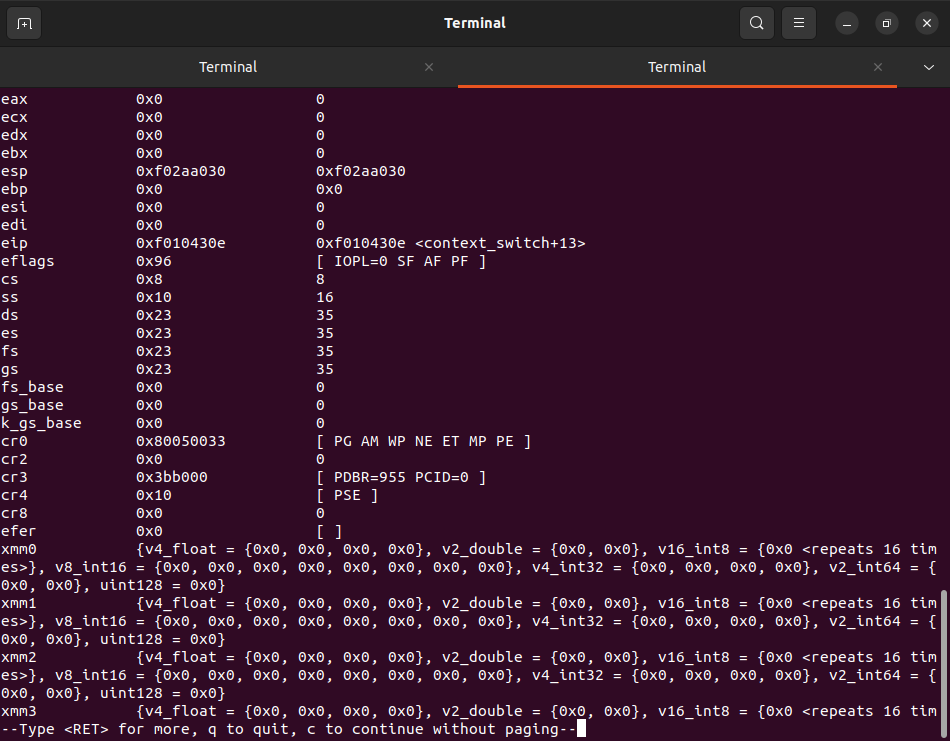 Terminal
Terminal
Terminal
eax            0x0                 0
ecx            0x0                 0
edx            0x0                 0
ebx            0x0                 0
esp            0xf02aa030          0xf02aa030
ebp            0x0                 0x0
esi            0x0                 0
edi            0x0                 0
eip            0xf010430e          0xf010430e <context_switch+13>
eflags         0x96                [ IOPL=0 SF AF PF ]
cs             0x8                 8
ss             0x10                16
ds             0x23                35
es             0x23                35
fs             0x23                35
gs             0x23                35
fs_base        0x0                 0
gs_base        0x0                 0
k_gs_base      0x0                 0
cr0            0x80050033          [ PG AM WP NE ET MP PE ]
cr2            0x0                 0
cr3            0x3bb000            [ PDBR=955 PCID=0 ]
cr4            0x10                [ PSE ]
cr8            0x0                 0
efer           0x0                 [ ]
xmm0           {v4_float = {0x0, 0x0, 0x0, 0x0}, v2_double = {0x0, 0x0}, v16_int8 = {0x0 <repeats 16 tim
es>}, v8_int16 = {0x0, 0x0, 0x0, 0x0, 0x0, 0x0, 0x0, 0x0}, v4_int32 = {0x0, 0x0, 0x0, 0x0}, v2_int64 = {
0x0, 0x0}, uint128 = 0x0}
xmm1           {v4_float = {0x0, 0x0, 0x0, 0x0}, v2_double = {0x0, 0x0}, v16_int8 = {0x0 <repeats 16 tim
es>}, v8_int16 = {0x0, 0x0, 0x0, 0x0, 0x0, 0x0, 0x0, 0x0}, v4_int32 = {0x0, 0x0, 0x0, 0x0}, v2_int64 = {
0x0, 0x0}, uint128 = 0x0}
xmm2           {v4_float = {0x0, 0x0, 0x0, 0x0}, v2_double = {0x0, 0x0}, v16_int8 = {0x0 <repeats 16 tim
es>}, v8_int16 = {0x0, 0x0, 0x0, 0x0, 0x0, 0x0, 0x0, 0x0}, v4_int32 = {0x0, 0x0, 0x0, 0x0}, v2_int64 = {
0x0, 0x0}, uint128 = 0x0}
xmm3           {v4_float = {0x0, 0x0, 0x0, 0x0}, v2_double = {0x0, 0x0}, v16_int8 = {0x0 <repeats 16 tim
--Type <RET> for more, q to quit, c to continue without paging--